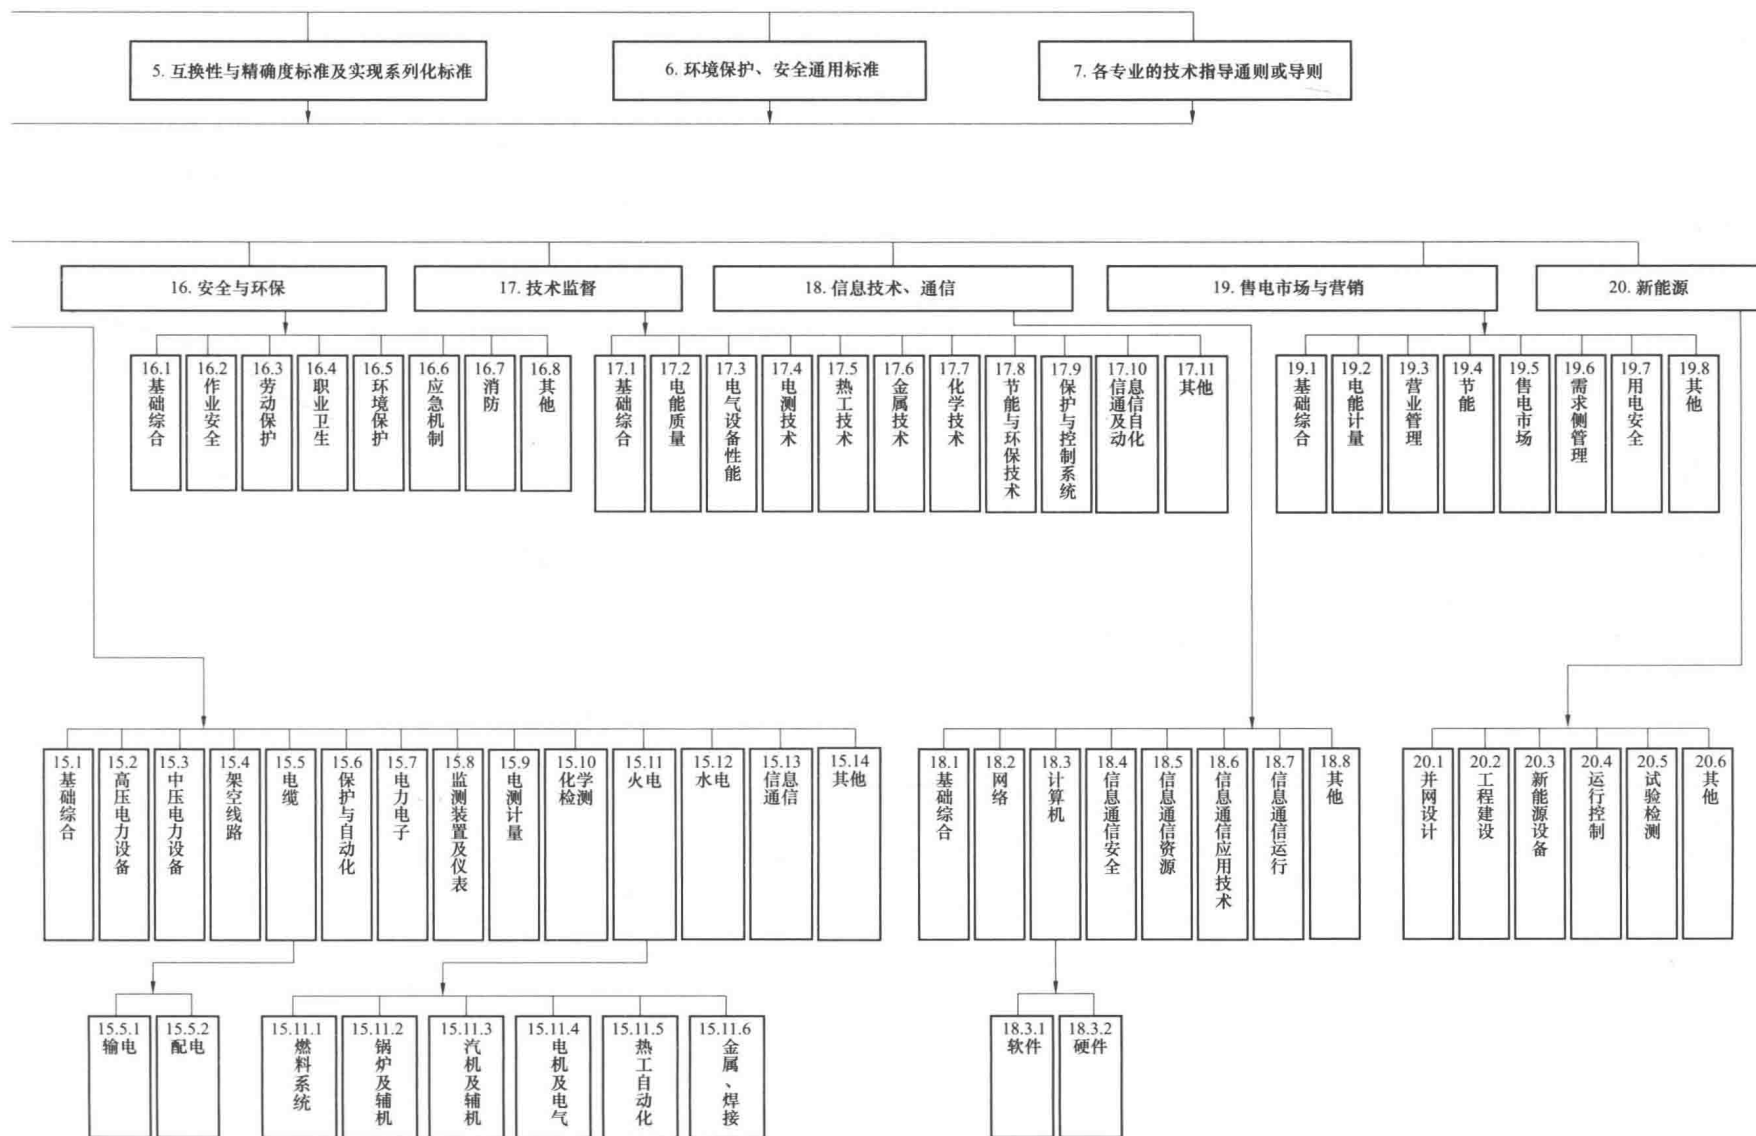 5. 互换性与精确度标准及实现系列化标准
6. 环境保护、安全通用标准
7. 各专业的技术指导通则或导则
16. 安全与环保
17. 技术监督
18. 信息技术、通信
19. 售电市场与营销
20. 新能源
16.1 基础综合
16.2 作业安全
16.3 劳动保护
16.4 职业卫生
16.5 环境保护
16.6 应急机制
16.7 消防
16.8 其他
17.1 基础综合
17.2 电能质量
17.3 电气设备性能
17.4 电测技术
17.5 热工技术
17.6 金属技术
17.7 化学技术
17.8 节能与环保技术
17.9 保护与控制系统
17.10 信息通信及自动化
17.11 其他
19.1 基础综合
19.2 电能计量
19.3 营业管理
19.4 节能
19.5 售电市场
19.6 需求侧管理
19.7 用电安全
19.8 其他
15.1 基础综合
15.2 高压电力设备
15.3 中压电力设备
15.4 架空线路
15.5 电缆
15.6 保护与自动化
15.7 电力电子
15.8 监测装置及仪表
15.9 电测计量
15.10 化学检测
15.11 火电
15.12 水电
15.13 信息通信
15.14 其他
18.1 基础综合
18.2 网络
18.3 计算机
18.4 信息通信安全
18.5 信息通信资源
18.6 信息通信应用技术
18.7 信息通信运行
18.8 其他
20.1 并网设计
20.2 工程建设
20.3 新能源设备
20.4 运行控制
20.5 试验检测
20.6 其他
15.5.1 输电
15.5.2 配电
15.11.1 燃料系统
15.11.2 锅炉及辅机
15.11.3 汽机及辅机
15.11.4 电机及电气
15.11.5 热工自动化
15.11.6 金属、焊接
18.3.1 软件
18.3.2 硬件